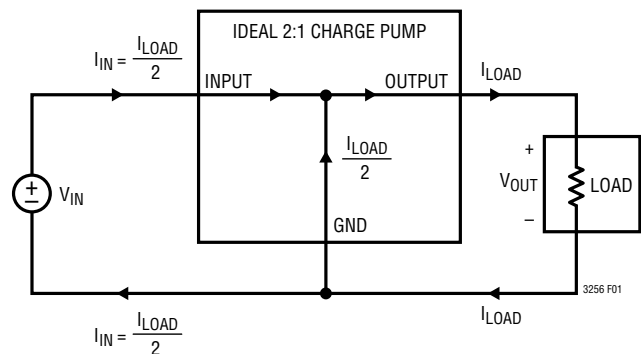 IDEAL 2:1 CHARGE PUMP
I_IN = I_LOAD/2
INPUT
OUTPUT
I_LOAD
I_LOAD/2
+
V_OUT
–
LOAD
+
–
V_IN
GND
3256 F01
I_IN = I_LOAD/2
I_LOAD